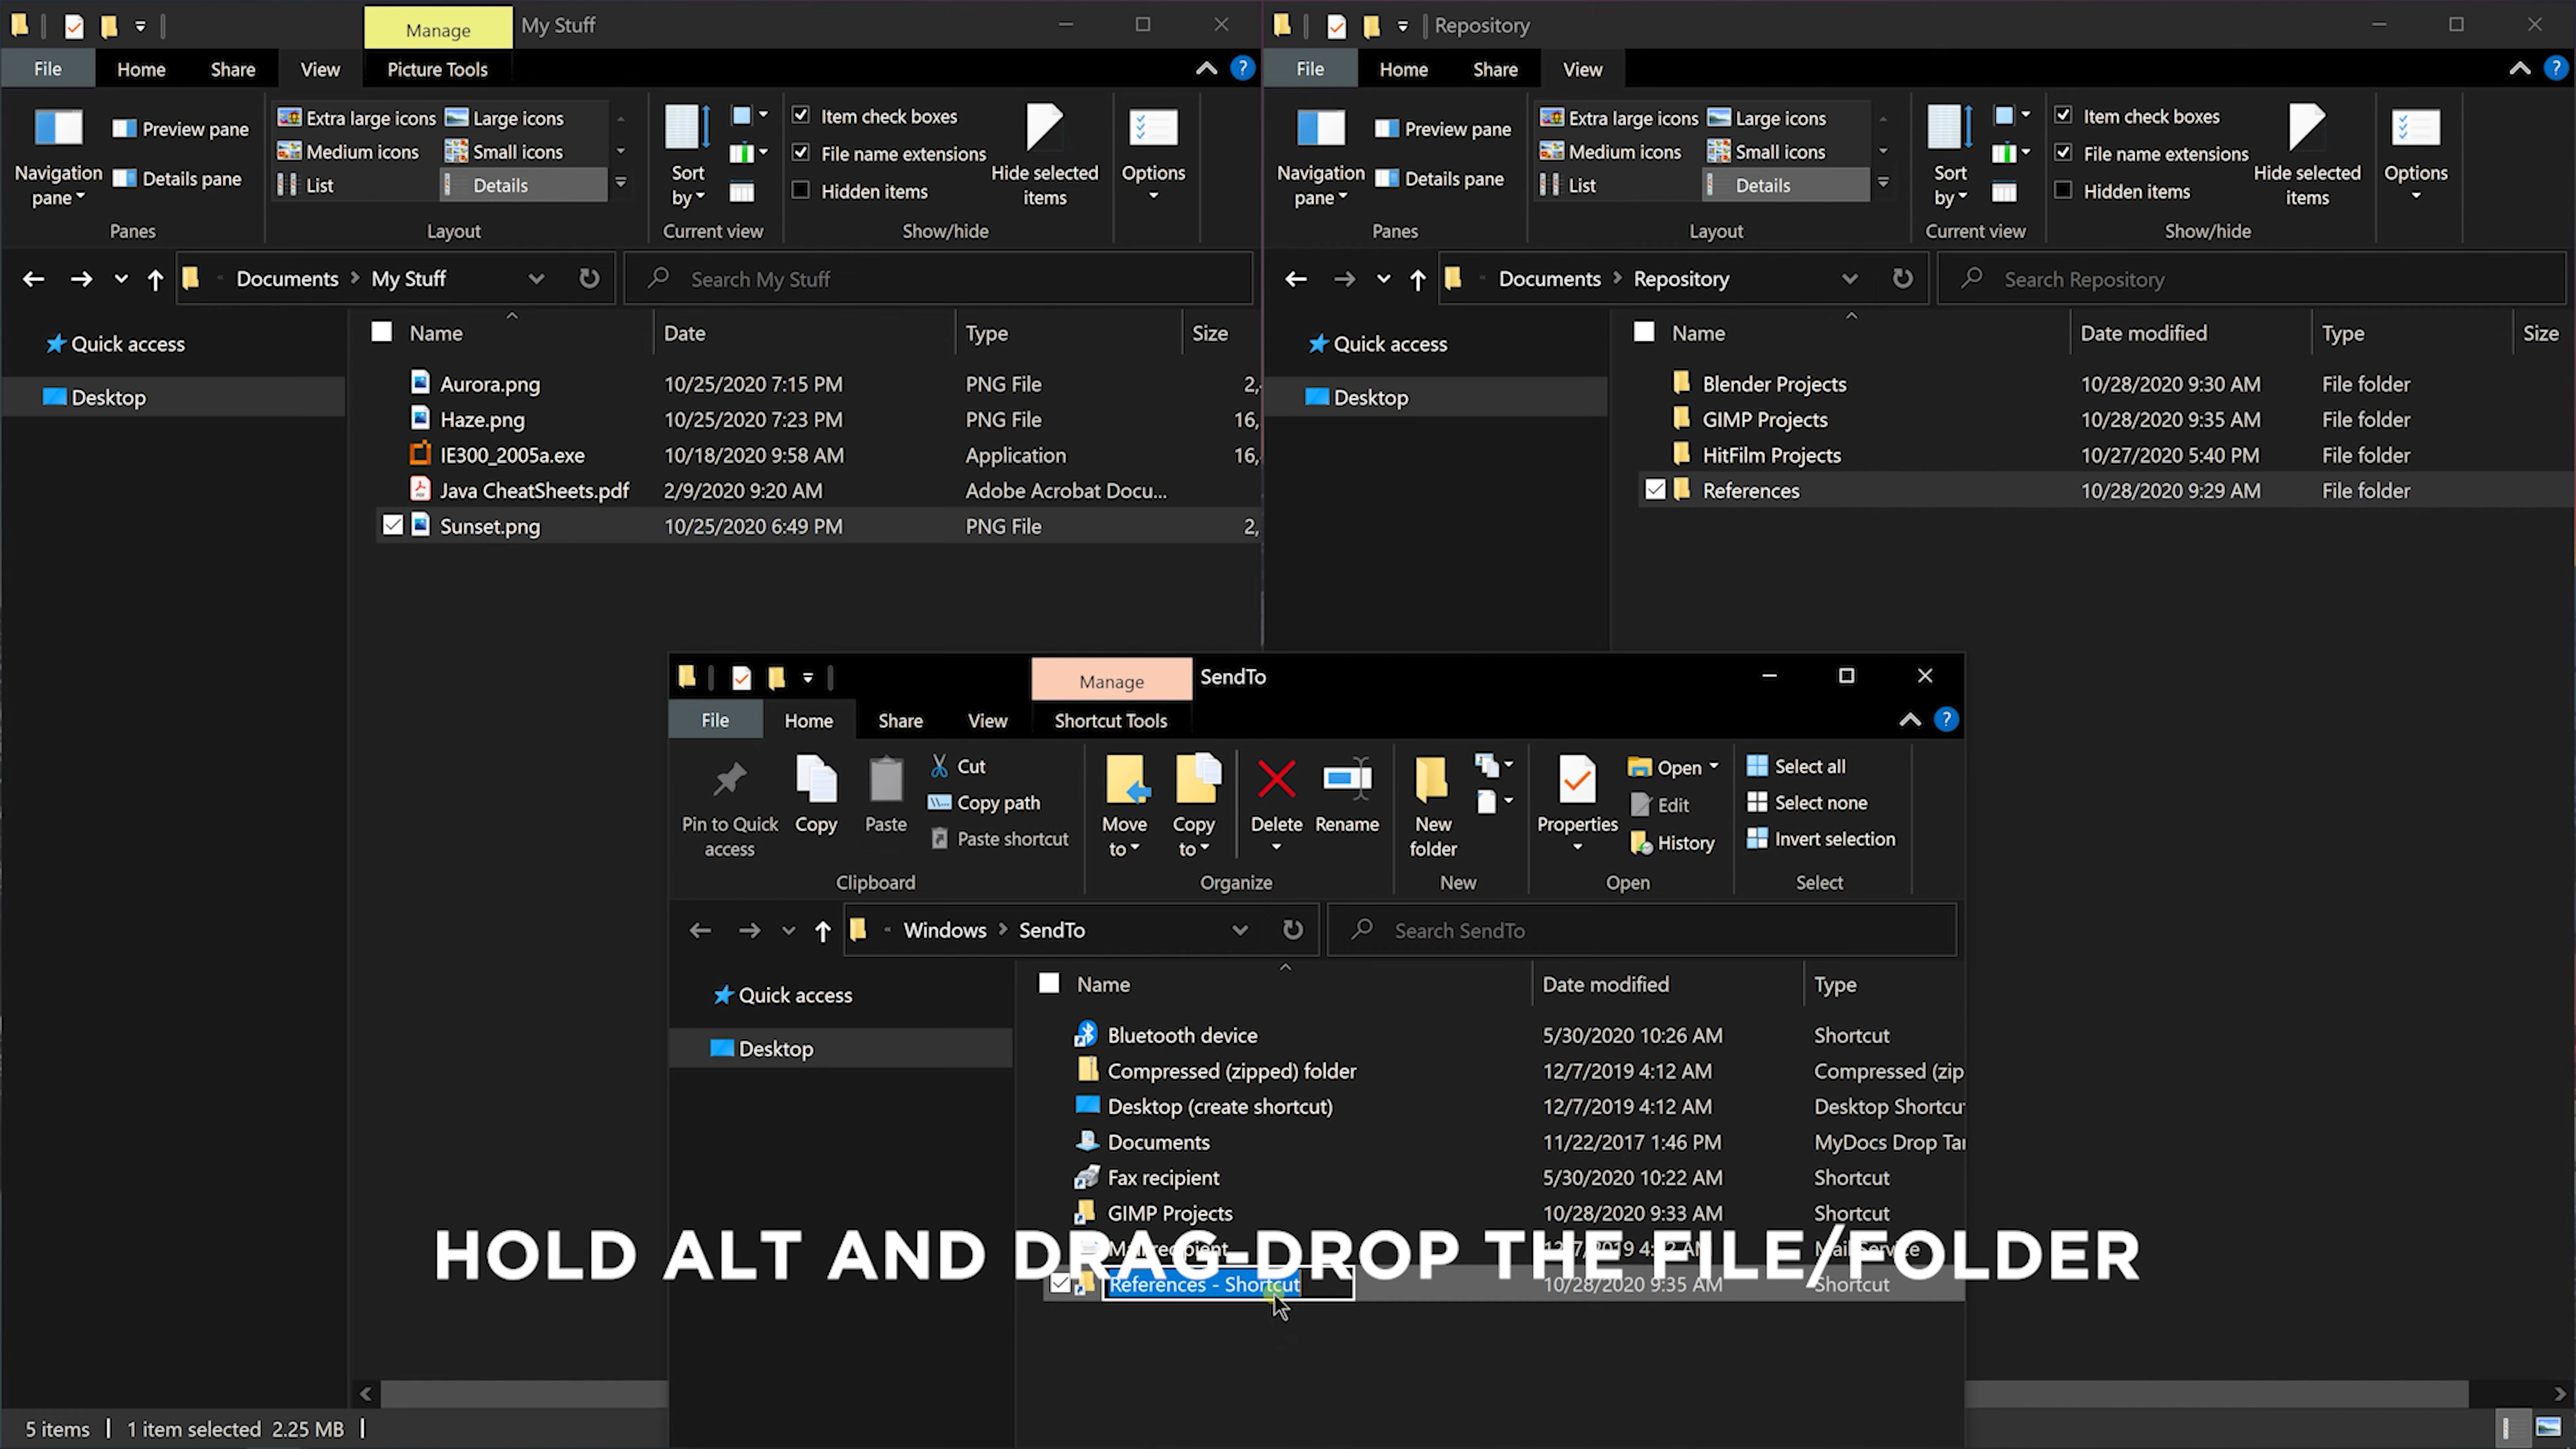 Manage
My Stuff
File
Home
Share
View
Picture Tools
Navigation pane
Preview pane
Details pane
Panes
Extra large icons
Large icons
Medium icons
Small icons
List
Details
Layout
Sort by
Current view
Item check boxes
File name extensions
Hidden items
Hide selected items
Show/hide
Options
Documents > My Stuff
Search My Stuff
Quick access
Desktop
Name Date Type Size
Aurora.png 10/25/2020 7:15 PM PNG File 2,
Haze.png 10/25/2020 7:23 PM PNG File 16,
IE300_2005a.exe 10/18/2020 9:58 AM Application 16,
Java CheatSheets.pdf 2/9/2020 9:20 AM Adobe Acrobat Docu...
Sunset.png 10/25/2020 6:49 PM PNG File 2,
5 items 1 item selected 2.25 MB
Repository
File
Home
Share
View
Navigation pane
Preview pane
Details pane
Panes
Extra large icons
Large icons
Medium icons
Small icons
List
Details
Layout
Sort by
Current view
Item check boxes
File name extensions
Hidden items
Hide selected items
Show/hide
Options
Documents > Repository
Search Repository
Quick access
Desktop
Name Date modified Type Size
Blender Projects 10/28/2020 9:30 AM File folder
GIMP Projects 10/28/2020 9:35 AM File folder
HitFilm Projects 10/27/2020 5:40 PM File folder
References 10/28/2020 9:29 AM File folder
Manage
SendTo
File
Home
Share
View
Shortcut Tools
Pin to Quick access
Copy
Paste
Cut
Copy path
Paste shortcut
Clipboard
Move to
Copy to
Delete
Rename
Organize
New folder
New
Properties
Open
Edit
History
Open
Select all
Select none
Invert selection
Select
Windows > SendTo
Search SendTo
Quick access
Desktop
Name Date modified Type
Bluetooth device 5/30/2020 10:26 AM Shortcut
Compressed (zipped) folder 12/7/2019 4:12 AM Compressed (zip
Desktop (create shortcut) 12/7/2019 4:12 AM Desktop Shortcu
Documents 11/22/2017 1:46 PM MyDocs Drop Tar
Fax recipient 5/30/2020 10:22 AM Shortcut
GIMP Projects 10/28/2020 9:33 AM Shortcut
Mail recipient
References - Shortcut 10/28/2020 9:35 AM Shortcut
HOLD ALT AND DRAG-DROP THE FILE/FOLDER